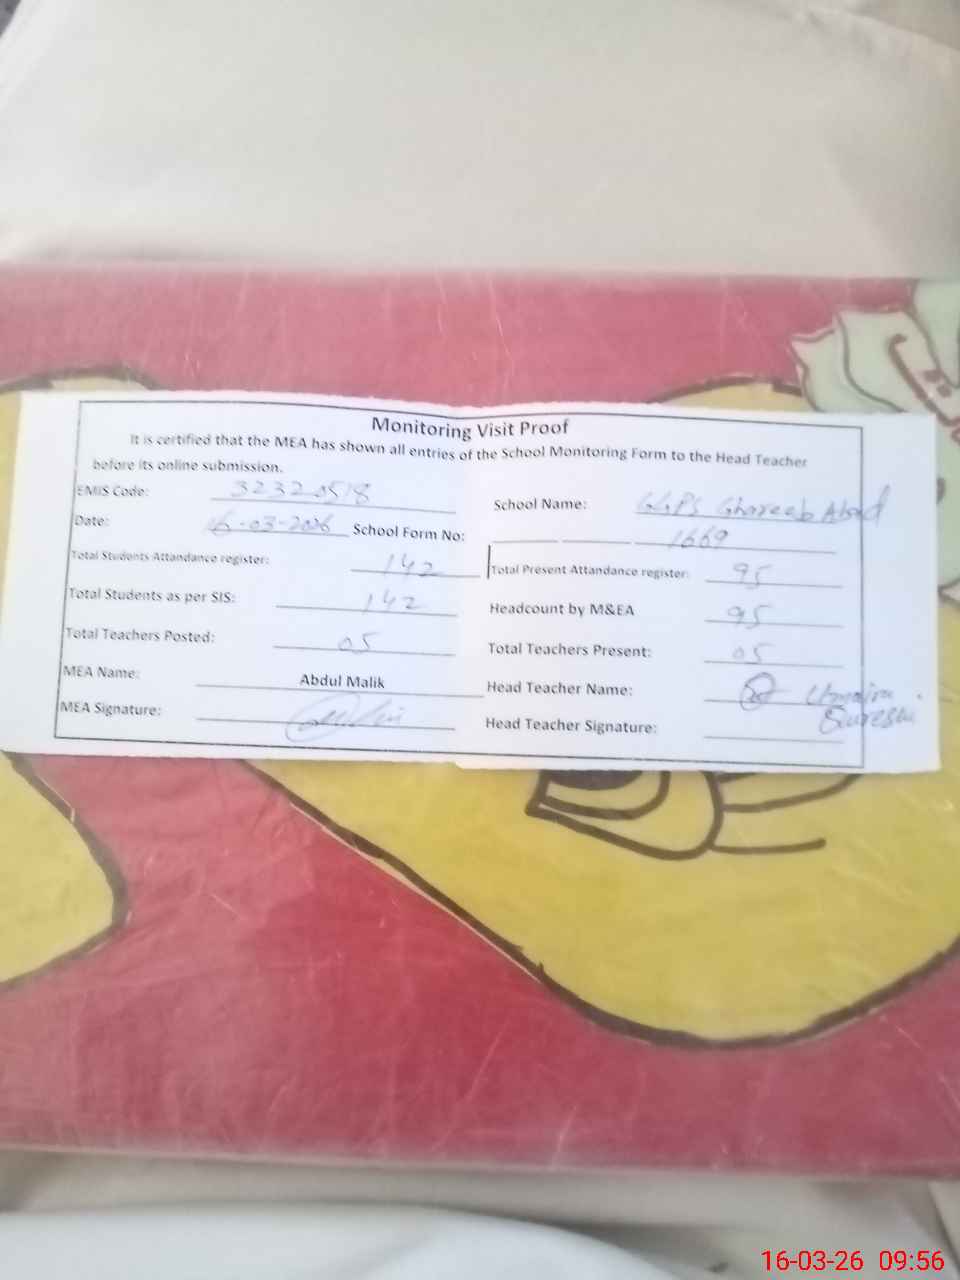 Monitoring Visit Proof
It is certified that the MEA has shown all entries of the School Monitoring Form to the Head Teacher
before its online submission.
EMIS Code: 32320518 School Name: GGPS Ghareeb Abad
Date: 16-03-2026 School Form No: 1669
Total Students Attandance register: 142 Total Present Attandance register: 95
Total Students as per SIS: 142 Headcount by M&EA 95
Total Teachers Posted: 05 Total Teachers Present: 05
MEA Name: Abdul Malik Head Teacher Name:
MEA Signature: Head Teacher Signature:
16-03-26 09:56